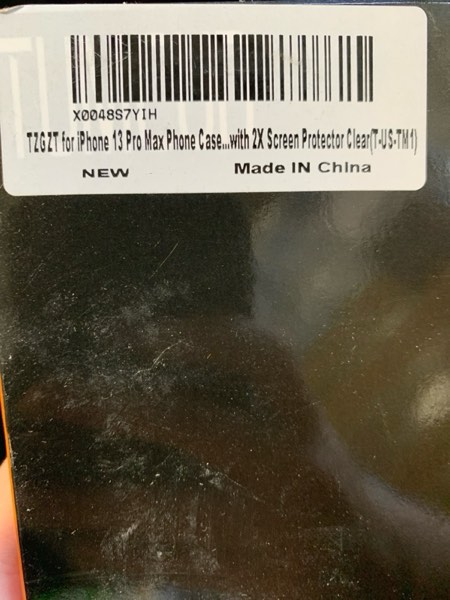 X0048S7YIH
TZGZT for iPhone 13 Pro Max Phone Case...with 2X Screen Protector Clear(T-US-TM1)
NEW Made IN China